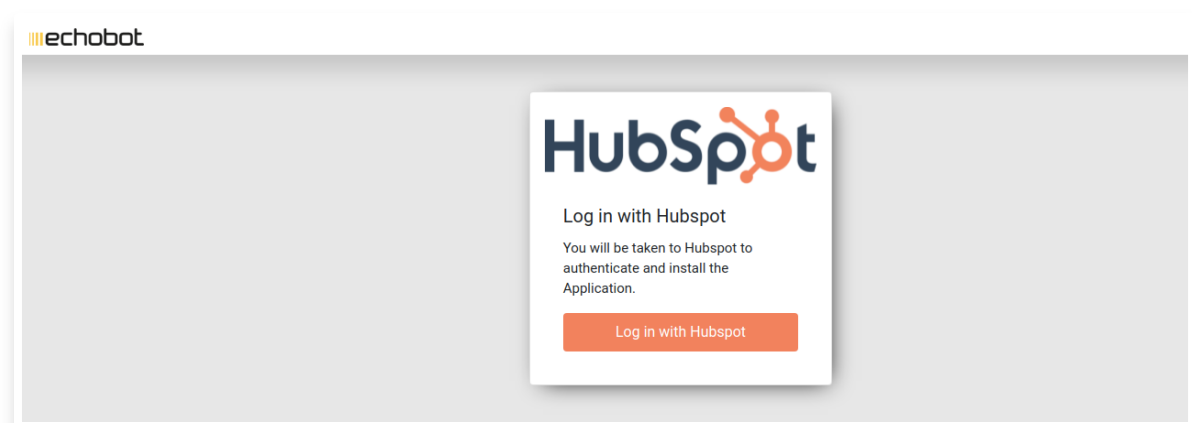 echobot
HubSpot
Log in with Hubspot
You will be taken to Hubspot to
authenticate and install the
Application.
Log in with Hubspot